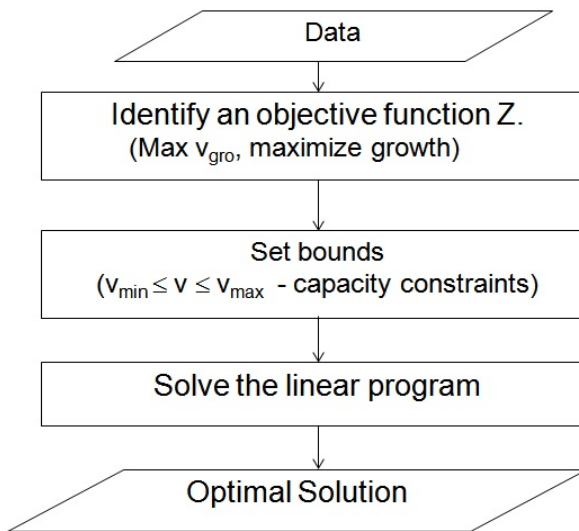 Data
Identify an objective function Z.
(Max vgro, maximize growth)
Set bounds
(vmin ≤ v ≤ vmax - capacity constraints)
Solve the linear program
Optimal Solution